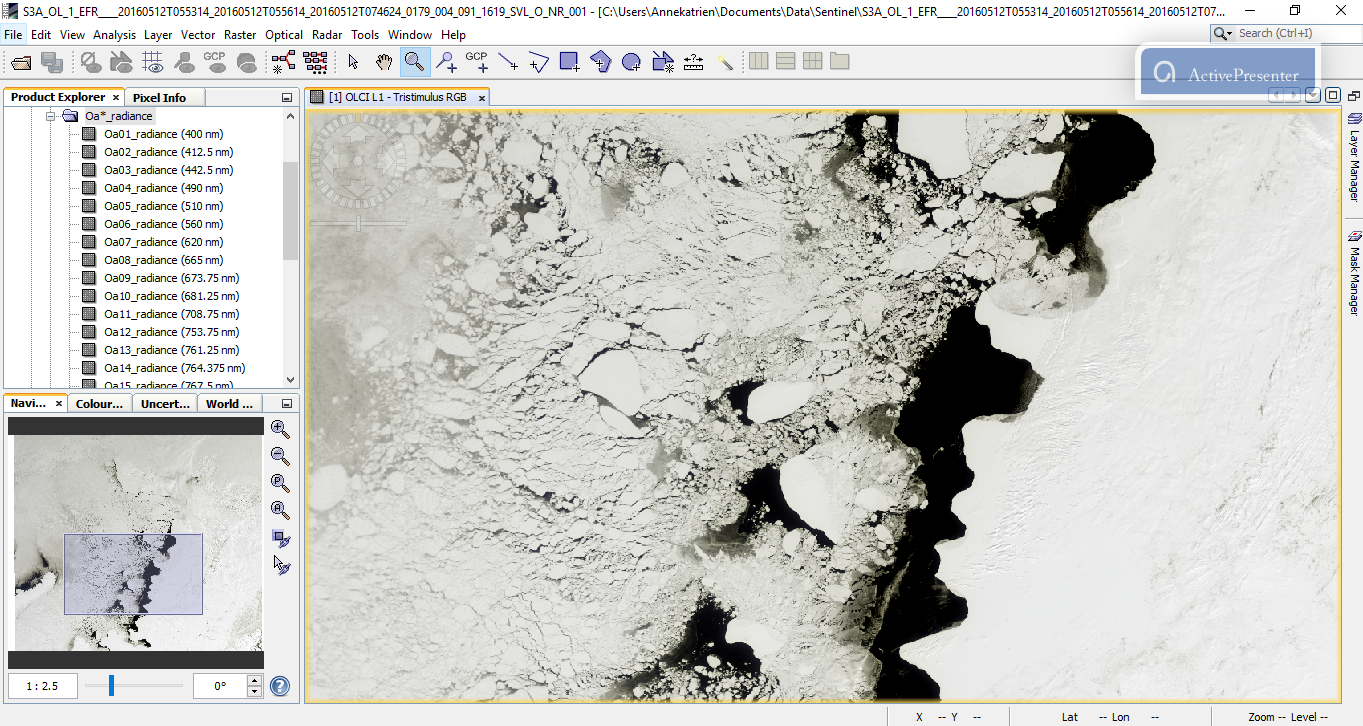 S3A_OL_1_EFR____20160512T055314_20160512T055614_20160512T074624_0179_004_091_1619_SVL_O_NR_001 - [C:\Users\Annekatrien\Documents\Data\Sentinel\S3A_OL_1_EFR____20160512T055314_20160512T055614_20160512T07...
File Edit View Analysis Layer Vector Raster Optical Radar Tools Window Help
Search (Ctrl+I)
GCP GCP
ActivePresenter
Product Explorer × Pixel Info
[1] OLCI L1 - Tristimulus RGB ×
Oa*_radiance
Oa01_radiance (400 nm)
Oa02_radiance (412.5 nm)
Oa03_radiance (442.5 nm)
Oa04_radiance (490 nm)
Oa05_radiance (510 nm)
Oa06_radiance (560 nm)
Oa07_radiance (620 nm)
Oa08_radiance (665 nm)
Oa09_radiance (673.75 nm)
Oa10_radiance (681.25 nm)
Oa11_radiance (708.75 nm)
Oa12_radiance (753.75 nm)
Oa13_radiance (761.25 nm)
Oa14_radiance (764.375 nm)
Oa15_radiance (767.5 nm)
Layer Manager
Mask Manager
Navi... × Colour... Uncert... World ...
1 : 2.5
0°
X -- Y -- Lat -- Lon -- Zoom -- Level --